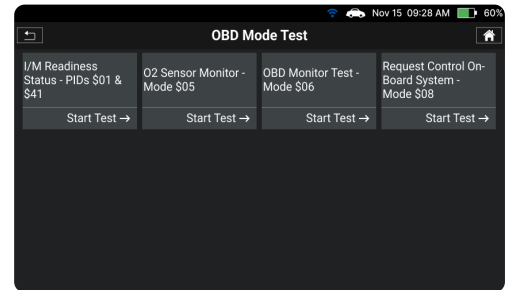 Nov 15 09:28 AM 60%
OBD Mode Test
I/M Readiness
Status - PIDs $01 &
$41
Start Test →
O2 Sensor Monitor -
Mode $05
Start Test →
OBD Monitor Test -
Mode $06
Start Test →
Request Control On-
Board System -
Mode $08
Start Test →